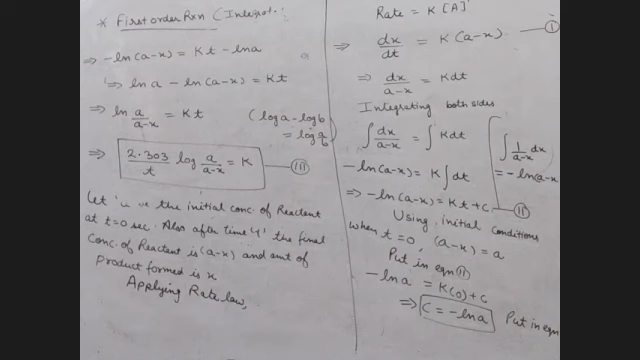 * First order Rxn (Integrat.
⇒ -ln(a-x) = Kt - lna
⇒ ln a - ln(a-x) = Kt
⇒ ln a/a-x = Kt (log a - log b
= log a/b)
⇒ 2.303/t log a/a-x = K — (III)
Let 'a' be the initial conc. of Reactant
at t=0 sec. Also after time 't' the final
conc. of Reactant is (a-x) and amt of
product formed is x
Applying Rate law,
Rate = K [A]'
⇒ dx/dt = K(a-x) — (I)
⇒ dx/a-x = Kdt
Integrating both sides
∫ dx/a-x = ∫ Kdt
[ ∫ 1/a-x dx
= -ln(a-x
-ln(a-x) = K ∫ dt
⇒ -ln(a-x) = Kt + C — (II)
Using initial conditions
when t=0, (a-x) = a
Put in eqn (II)
-lna = K(0) + C
⇒ C = -lna Put in eqn